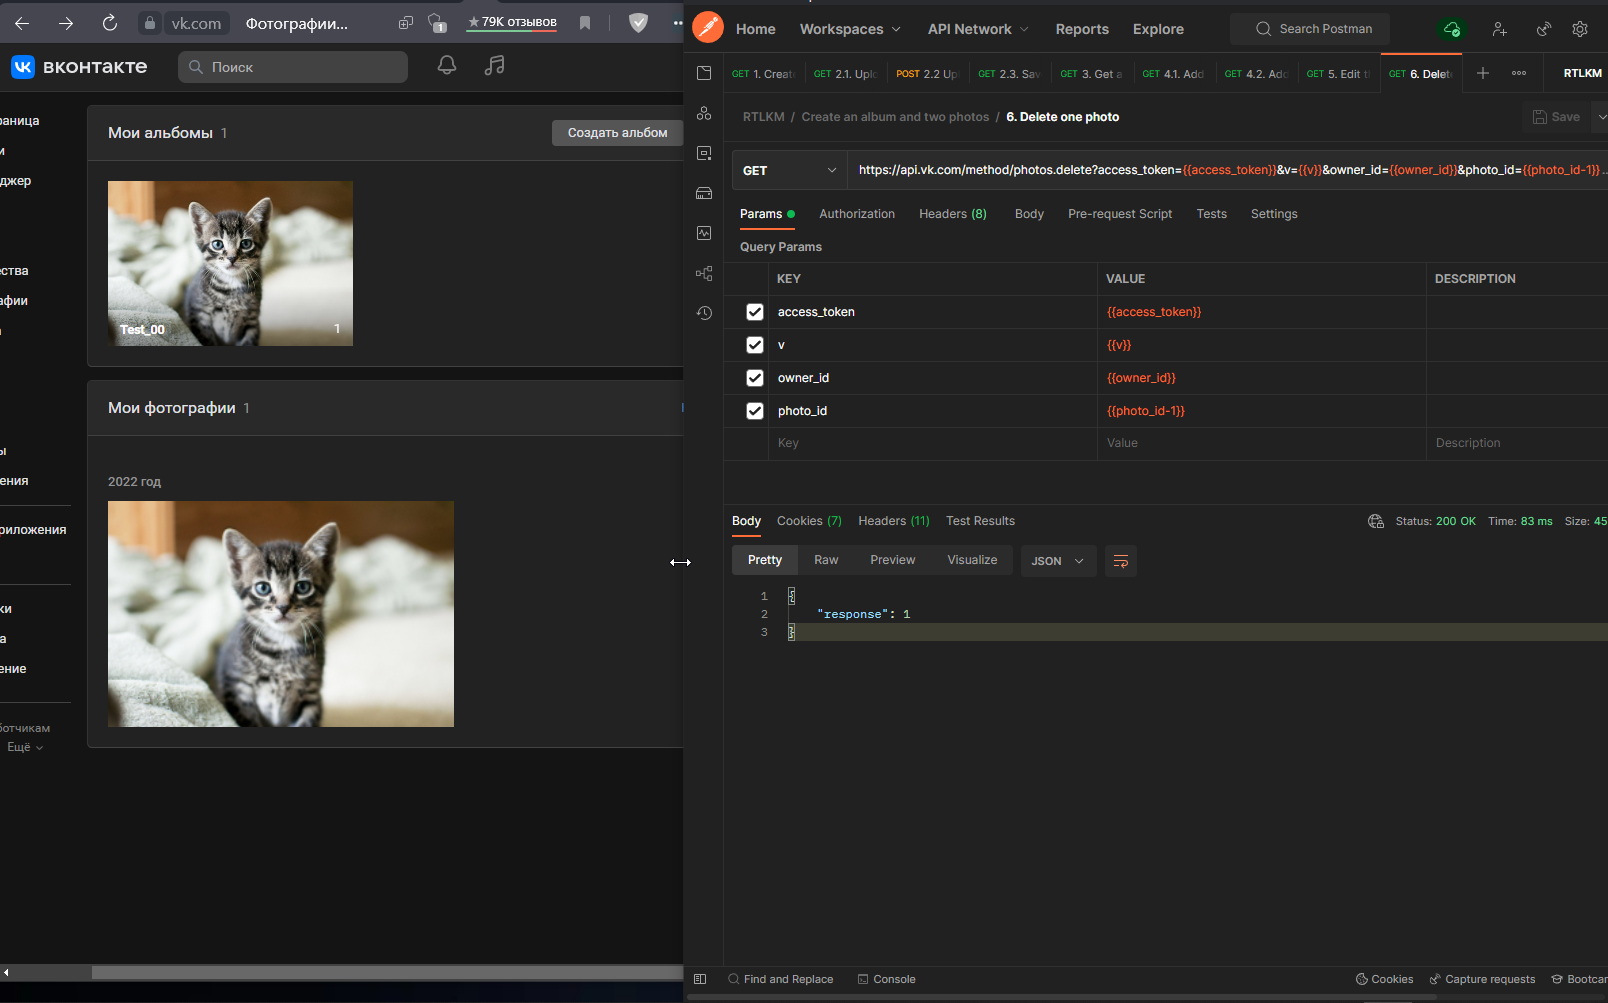 vk.com Фотографии... 1 ★ 79K отзывов
вконтакте Поиск
раница
и
джер
ества
афии
ы
ения
риложения
ки
а
ение
ботчикам
Ещё
Мои альбомы 1 Создать альбом
Test_00 1
Мои фотографии 1
2022 год
Home Workspaces API Network Reports Explore Search Postman
GET 1. Creat GET 2.1. Uplo POST 2.2 Up GET 2.3. Sav GET 3. Get a GET 4.1. Add GET 4.2. Add GET 5. Edit t GET 6. Delet RTLKM
RTLKM / Create an album and two photos / 6. Delete one photo Save
GET https://api.vk.com/method/photos.delete?access_token={{access_token}}&v={{v}}&owner_id={{owner_id}}&photo_id={{photo_id-1}}...
Params Authorization Headers (8) Body Pre-request Script Tests Settings
Query Params
KEY VALUE DESCRIPTION
access_token {{access_token}}
v {{v}}
owner_id {{owner_id}}
photo_id {{photo_id-1}}
Key Value Description
Body Cookies (7) Headers (11) Test Results Status: 200 OK Time: 83 ms Size: 45
Pretty Raw Preview Visualize JSON
1 {
2 "response": 1
3 }
Find and Replace Console Cookies Capture requests Bootcam